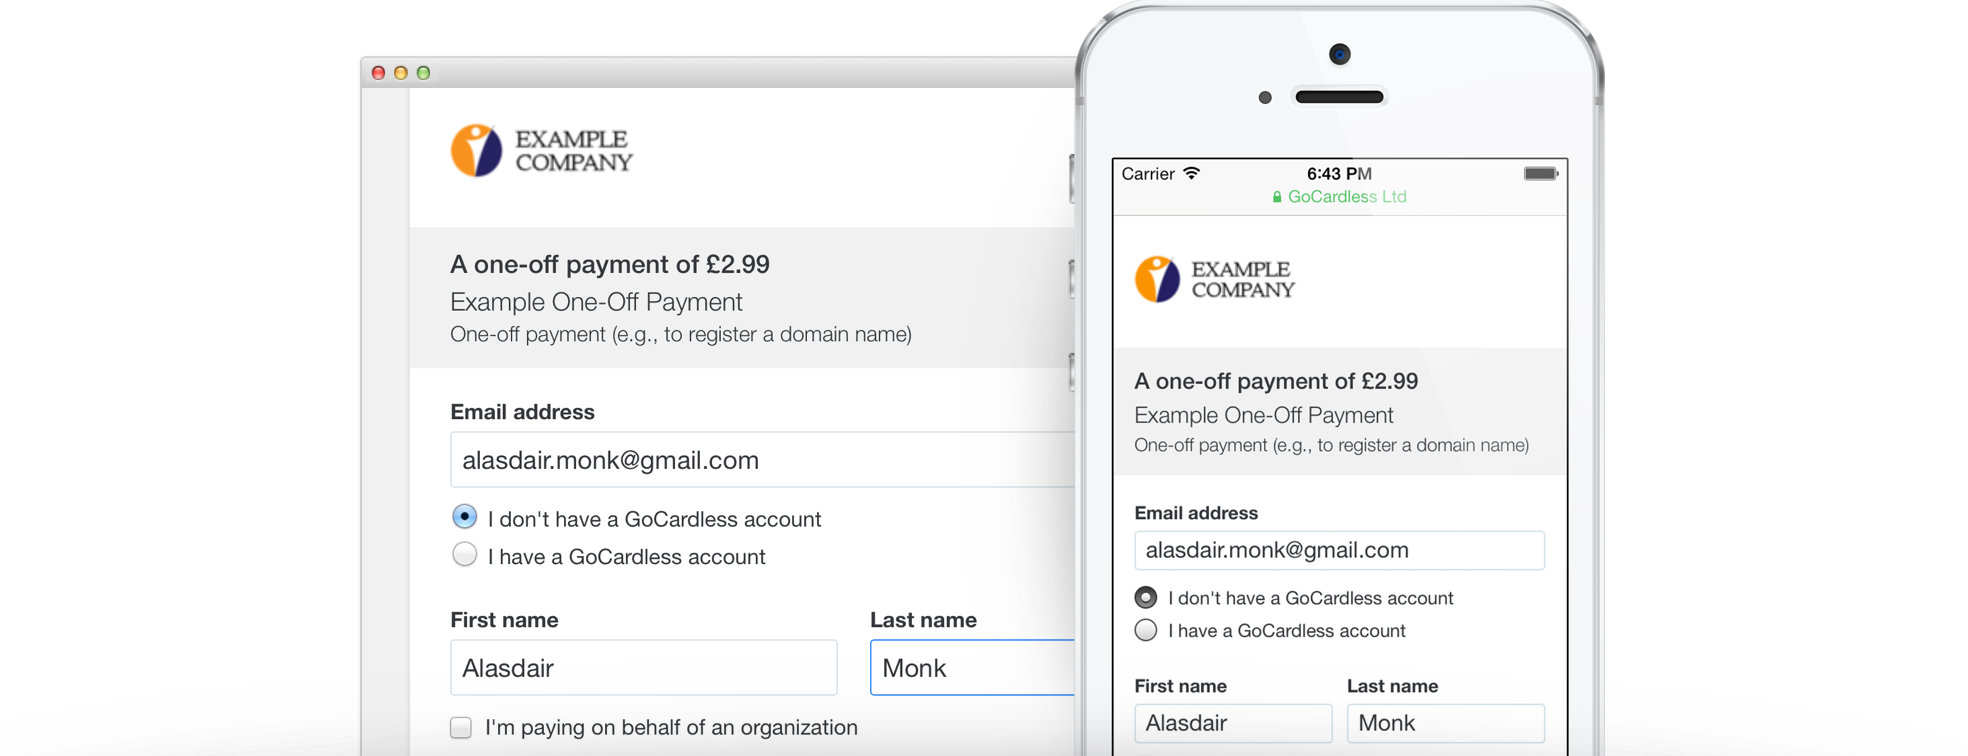 EXAMPLE
COMPANY
A one-off payment of £2.99
Example One-Off Payment
One-off payment (e.g., to register a domain name)
Email address
alasdair.monk@gmail.com
I don't have a GoCardless account
I have a GoCardless account
First name
Last name
Alasdair
Monk
I'm paying on behalf of an organization
Carrier
6:43 PM
GoCardless Ltd
EXAMPLE
COMPANY
A one-off payment of £2.99
Example One-Off Payment
One-off payment (e.g., to register a domain name)
Email address
alasdair.monk@gmail.com
I don't have a GoCardless account
I have a GoCardless account
First name
Last name
Alasdair
Monk